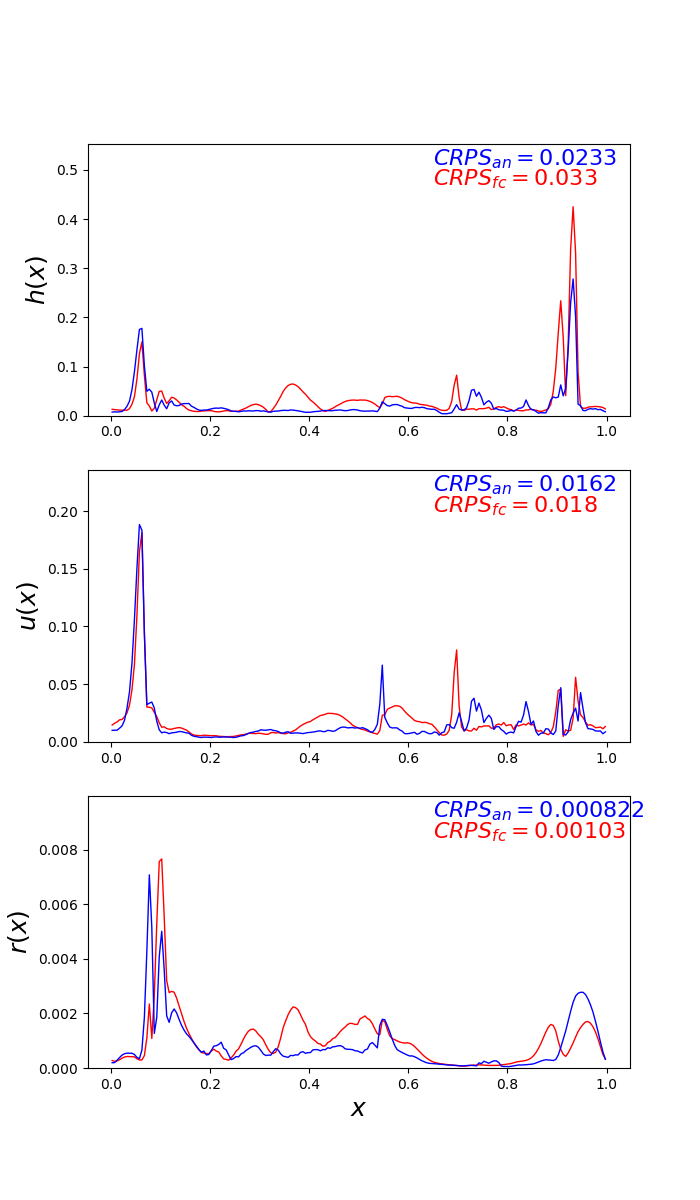 CRPS_an = 0.0233
CRPS_fc = 0.033
h(x)
0.5
0.4
0.3
0.2
0.1
0.0
0.0 0.2 0.4 0.6 0.8 1.0
CRPS_an = 0.0162
CRPS_fc = 0.018
u(x)
0.20
0.15
0.10
0.05
0.00
0.0 0.2 0.4 0.6 0.8 1.0
CRPS_an = 0.000822
CRPS_fc = 0.00103
r(x)
0.008
0.006
0.004
0.002
0.000
0.0 0.2 0.4 0.6 0.8 1.0
x